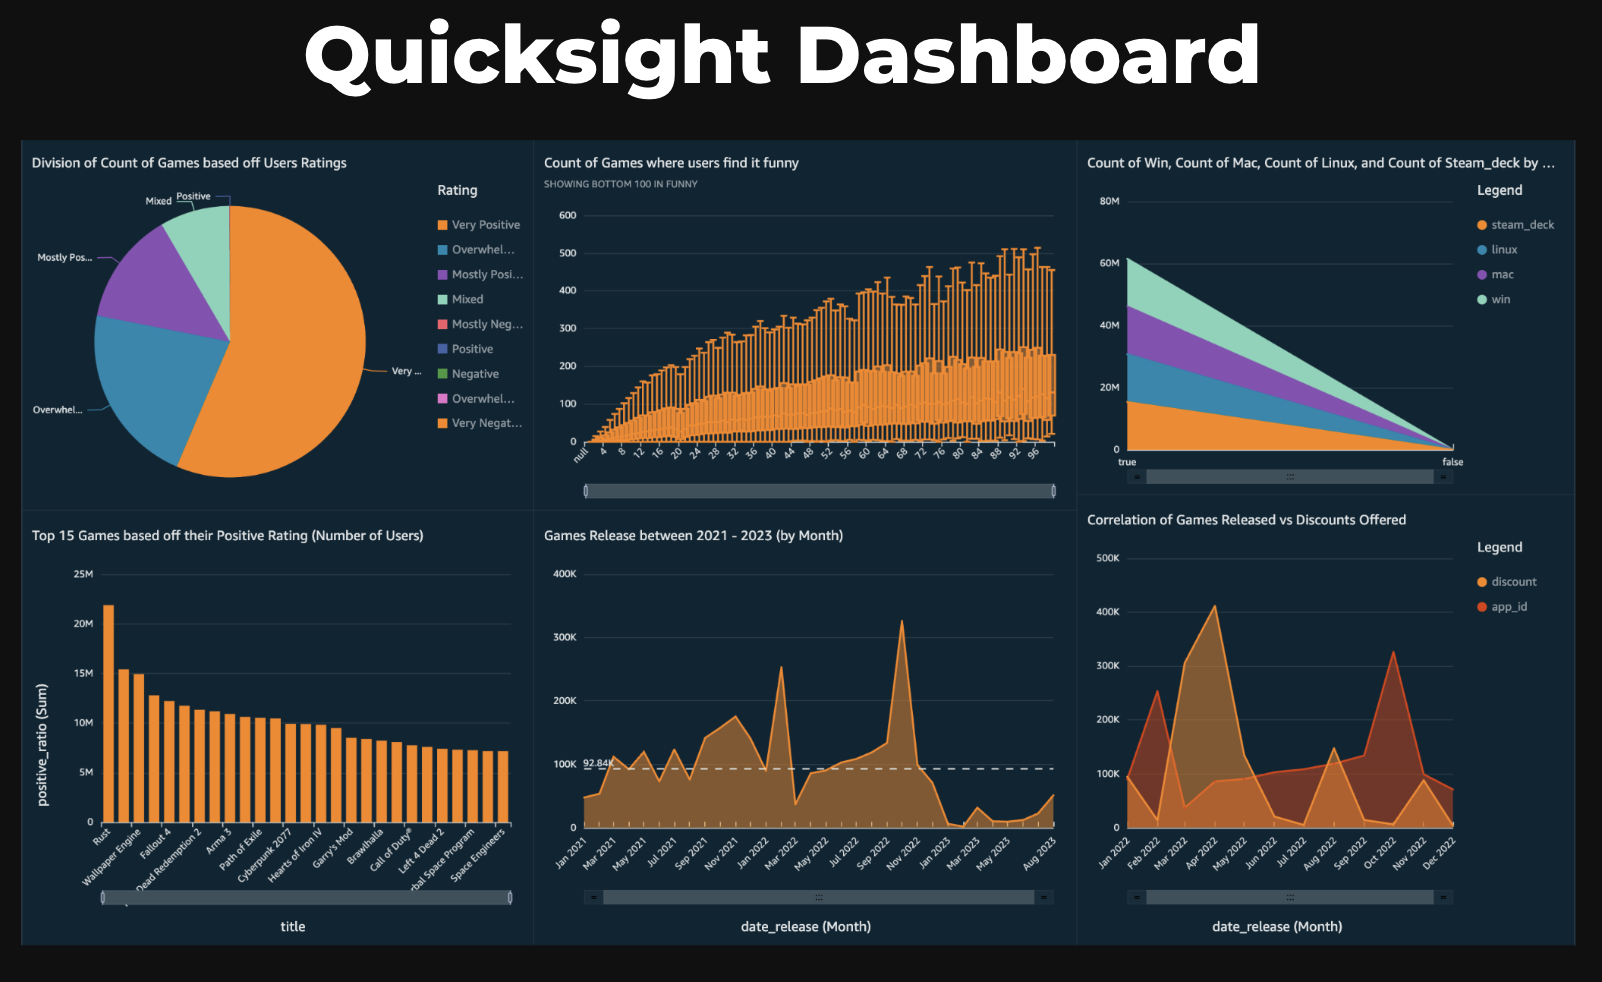 Quicksight Dashboard
Division of Count of Games based off Users Ratings
Positive
Mixed
Mostly Pos...
Overwhel...
Very ...
Rating
Very Positive
Overwhel...
Mostly Posi...
Mixed
Mostly Neg...
Positive
Negative
Overwhel...
Very Negat...
Count of Games where users find it funny
SHOWING BOTTOM 100 IN FUNNY
600
500
400
300
200
100
0
null 4 8 12 16 20 24 28 32 36 40 44 48 52 56 60 64 68 72 76 80 84 88 92 96
Count of Win, Count of Mac, Count of Linux, and Count of Steam_deck by ...
80M
60M
40M
20M
0
true false
Legend
steam_deck
linux
mac
win
Top 15 Games based off their Positive Rating (Number of Users)
positive_ratio (Sum)
25M
20M
15M
10M
5M
0
Rust
Wallpaper Engine
Fallout 4
Dead Redemption 2
Arma 3
Path of Exile
Cyberpunk 2077
Hearts of Iron IV
Garry's Mod
Brawlhalla
Call of Duty®
Left 4 Dead 2
rbal Space Program
Space Engineers
title
Games Release between 2021 - 2023 (by Month)
400K
300K
200K
100K
0
92.84K
Jan 2021
Mar 2021
May 2021
Jul 2021
Sep 2021
Nov 2021
Jan 2022
Mar 2022
May 2022
Jul 2022
Sep 2022
Nov 2022
Jan 2023
Mar 2023
May 2023
Aug 2023
date_release (Month)
Correlation of Games Released vs Discounts Offered
500K
400K
300K
200K
100K
0
Jan 2022
Feb 2022
Mar 2022
Apr 2022
May 2022
Jun 2022
Jul 2022
Aug 2022
Sep 2022
Oct 2022
Nov 2022
Dec 2022
date_release (Month)
Legend
discount
app_id